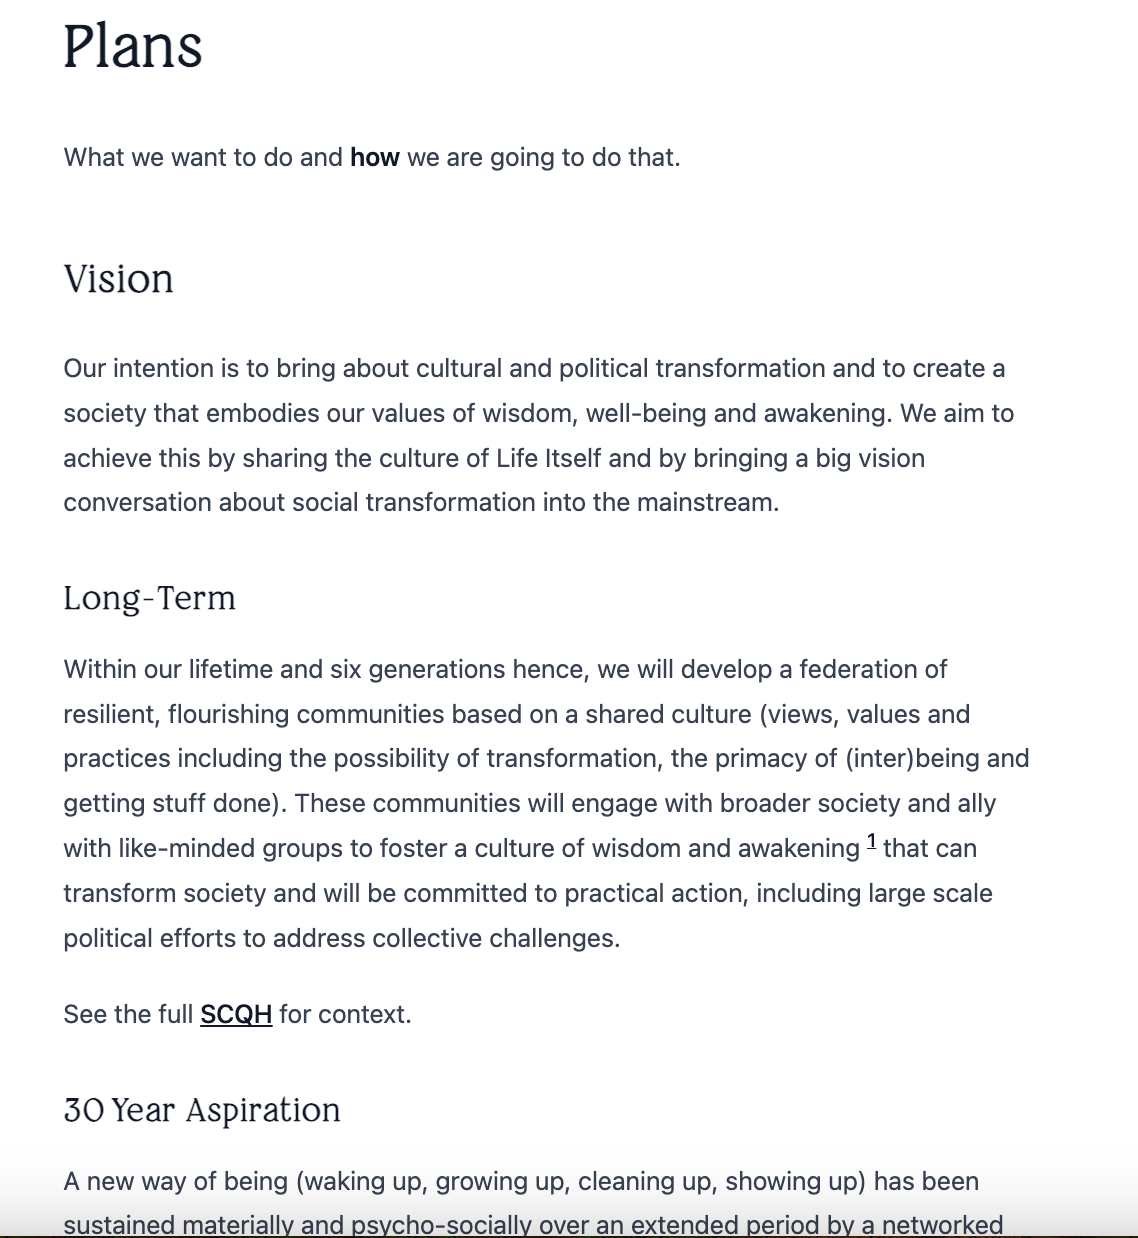 Plans
What we want to do and how we are going to do that.
Vision
Our intention is to bring about cultural and political transformation and to create a
society that embodies our values of wisdom, well-being and awakening. We aim to
achieve this by sharing the culture of Life Itself and by bringing a big vision
conversation about social transformation into the mainstream.
Long-Term
Within our lifetime and six generations hence, we will develop a federation of
resilient, flourishing communities based on a shared culture (views, values and
practices including the possibility of transformation, the primacy of (inter)being and
getting stuff done). These communities will engage with broader society and ally
with like-minded groups to foster a culture of wisdom and awakening 1 that can
transform society and will be committed to practical action, including large scale
political efforts to address collective challenges.
See the full SCQH for context.
30 Year Aspiration
A new way of being (waking up, growing up, cleaning up, showing up) has been
sustained materially and psycho-socially over an extended period by a networked